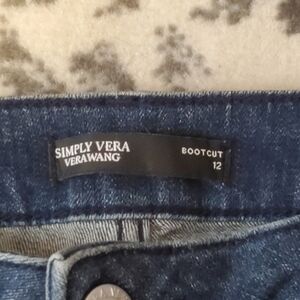 SIMPLY VERA
VERAWANG
BOOTCUT
12